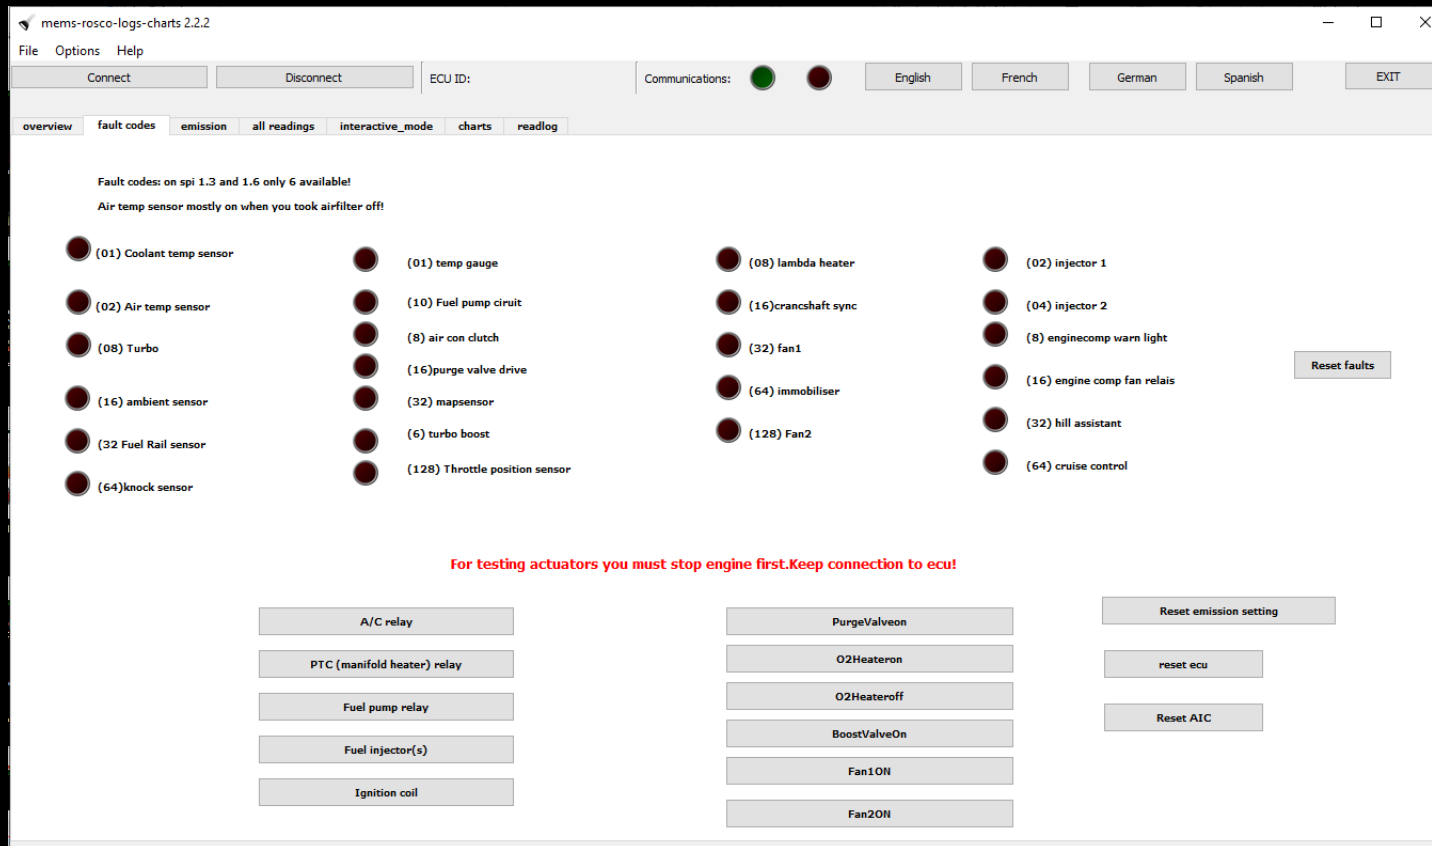 mems-rosco-logs-charts 2.2.2
File Options Help
Connect Disconnect ECU ID: Communications: English French German Spanish EXIT
overview fault codes emission all readings interactive_mode charts readlog
Fault codes: on spi 1.3 and 1.6 only 6 available!
Air temp sensor mostly on when you took airfilter off!
(01) Coolant temp sensor
(02) Air temp sensor
(08) Turbo
(16) ambient sensor
(32 Fuel Rail sensor
(64)knock sensor
(01) temp gauge
(10) Fuel pump ciruit
(8) air con clutch
(16)purge valve drive
(32) mapsensor
(6) turbo boost
(128) Throttle position sensor
(08) lambda heater
(16)crancshaft sync
(32) fan1
(64) immobiliser
(128) Fan2
(02) injector 1
(04) injector 2
(8) enginecomp warn light
(16) engine comp fan relais
(32) hill assistant
(64) cruise control
Reset faults
For testing actuators you must stop engine first.Keep connection to ecu!
A/C relay
PTC (manifold heater) relay
Fuel pump relay
Fuel injector(s)
Ignition coil
PurgeValveon
O2Heateron
O2Heateroff
BoostValveOn
Fan1ON
Fan2ON
Reset emission setting
reset ecu
Reset AIC